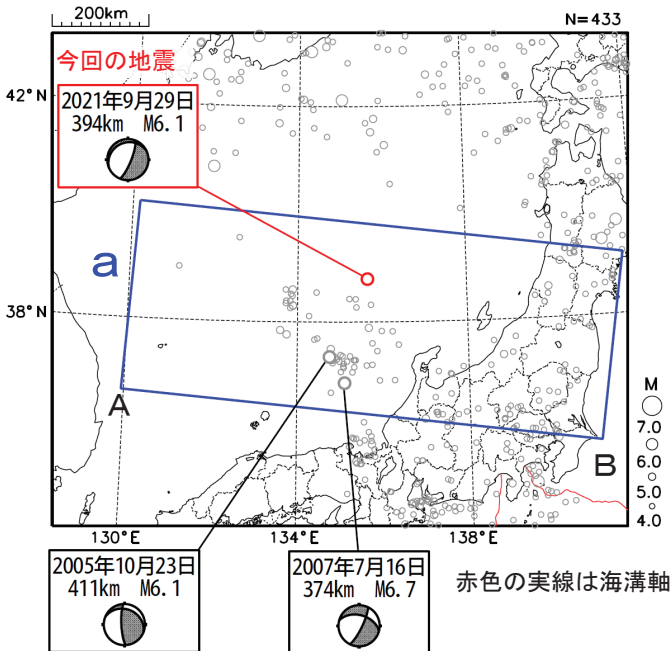 200km
N=433
今回の地震
2021年9月29日
394km M6.1
42° N
a
38° N
A
B
M
7.0
6.0
5.0
4.0
130°E
134°E
138°E
2005年10月23日
411km M6.1
2007年7月16日
374km M6.7
赤色の実線は海溝軸